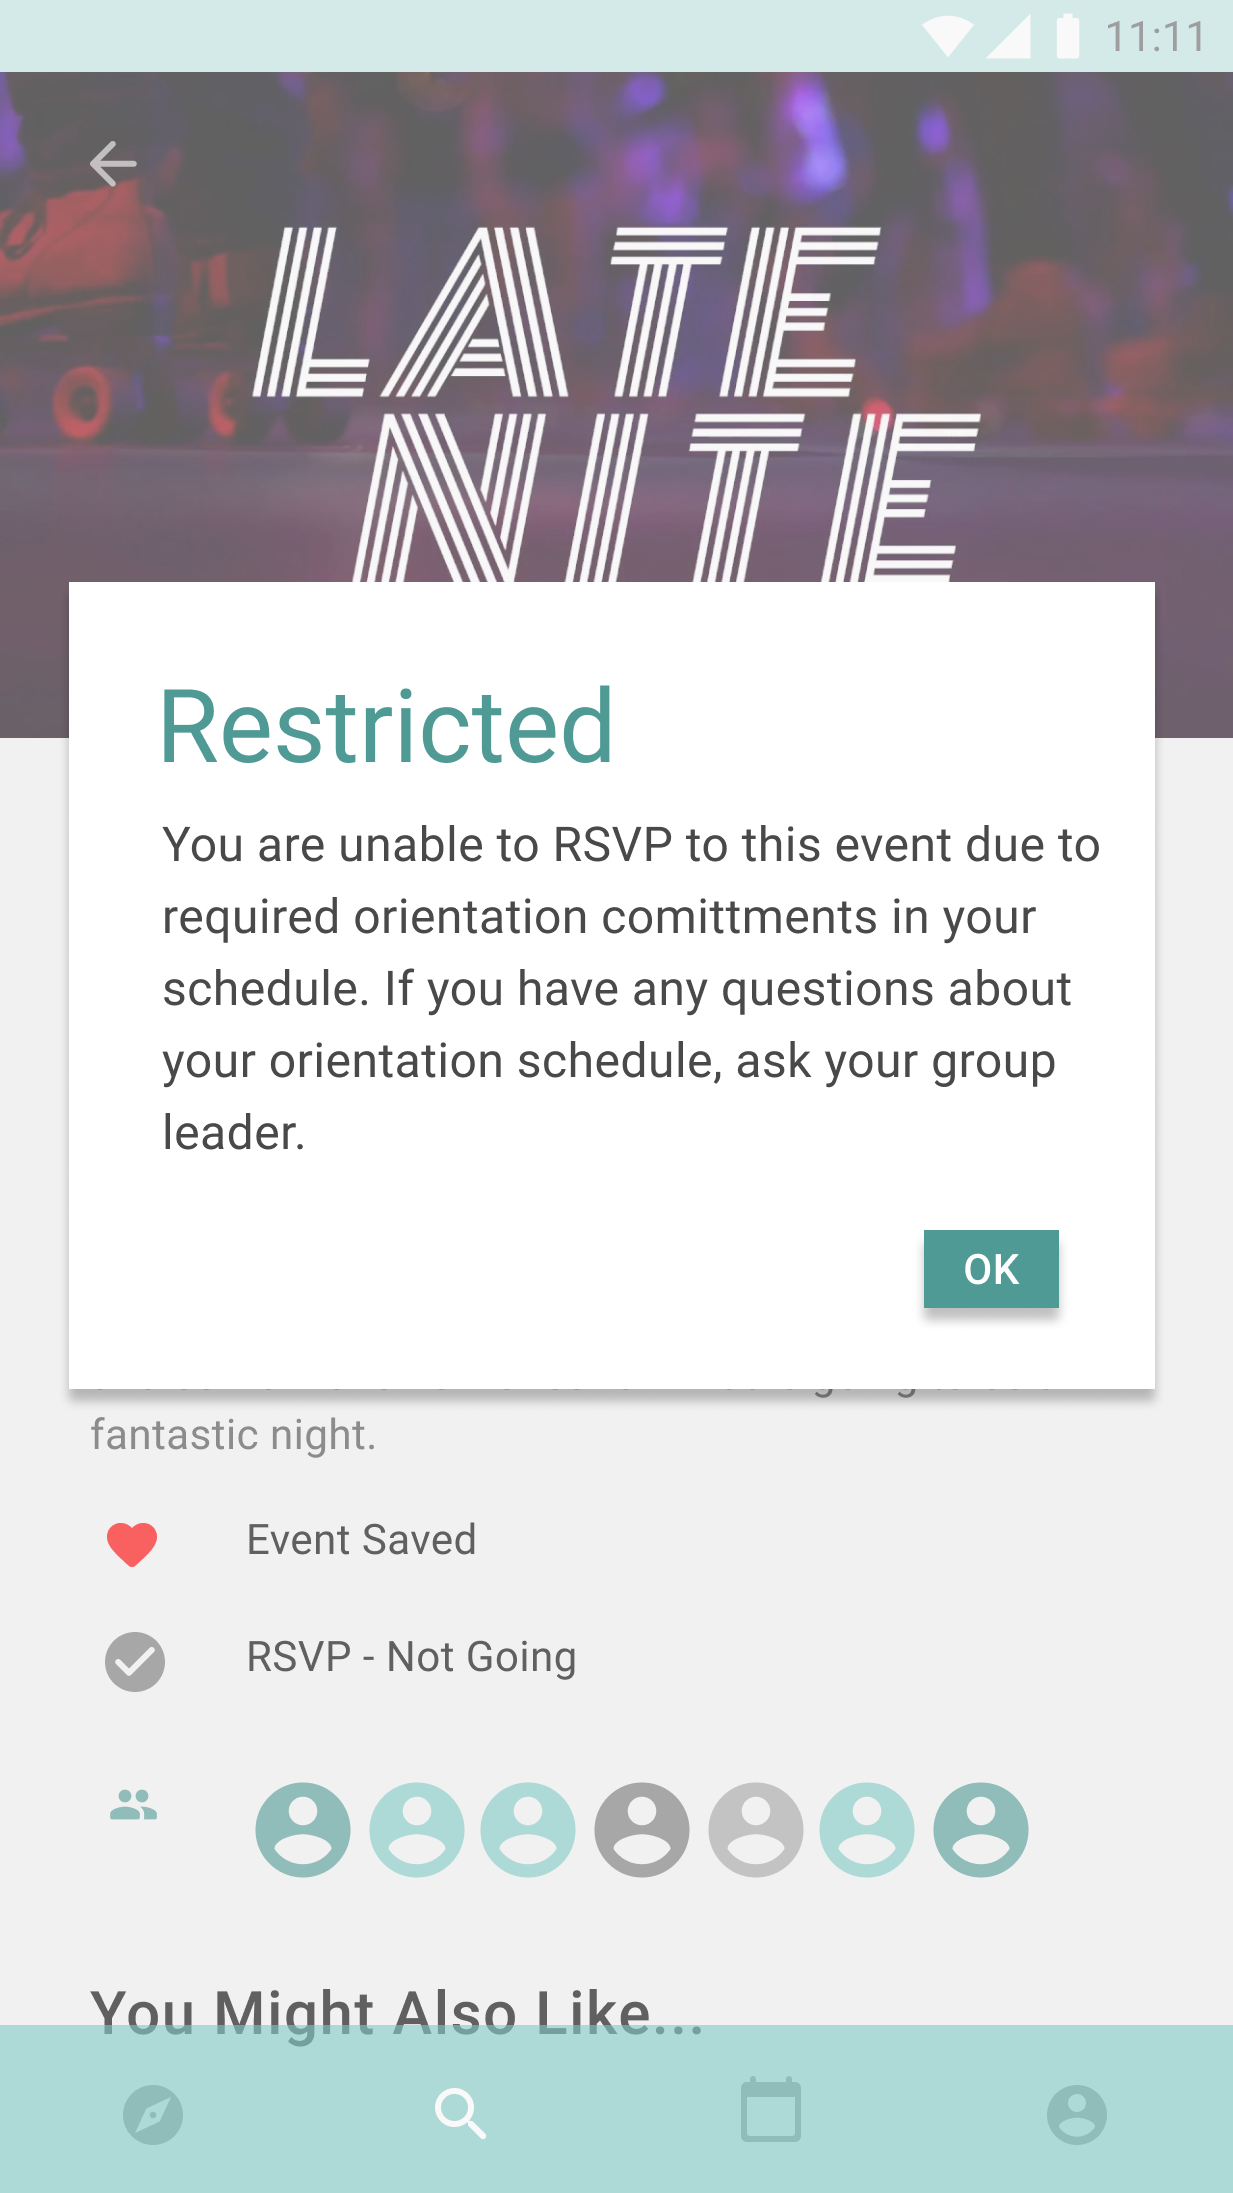 11:11
LATE
NITE
Restricted
You are unable to RSVP to this event due to
required orientation comittments in your
schedule. If you have any questions about
your orientation schedule, ask your group
leader.
OK
fantastic night.
Event Saved
RSVP - Not Going
You Might Also Like...